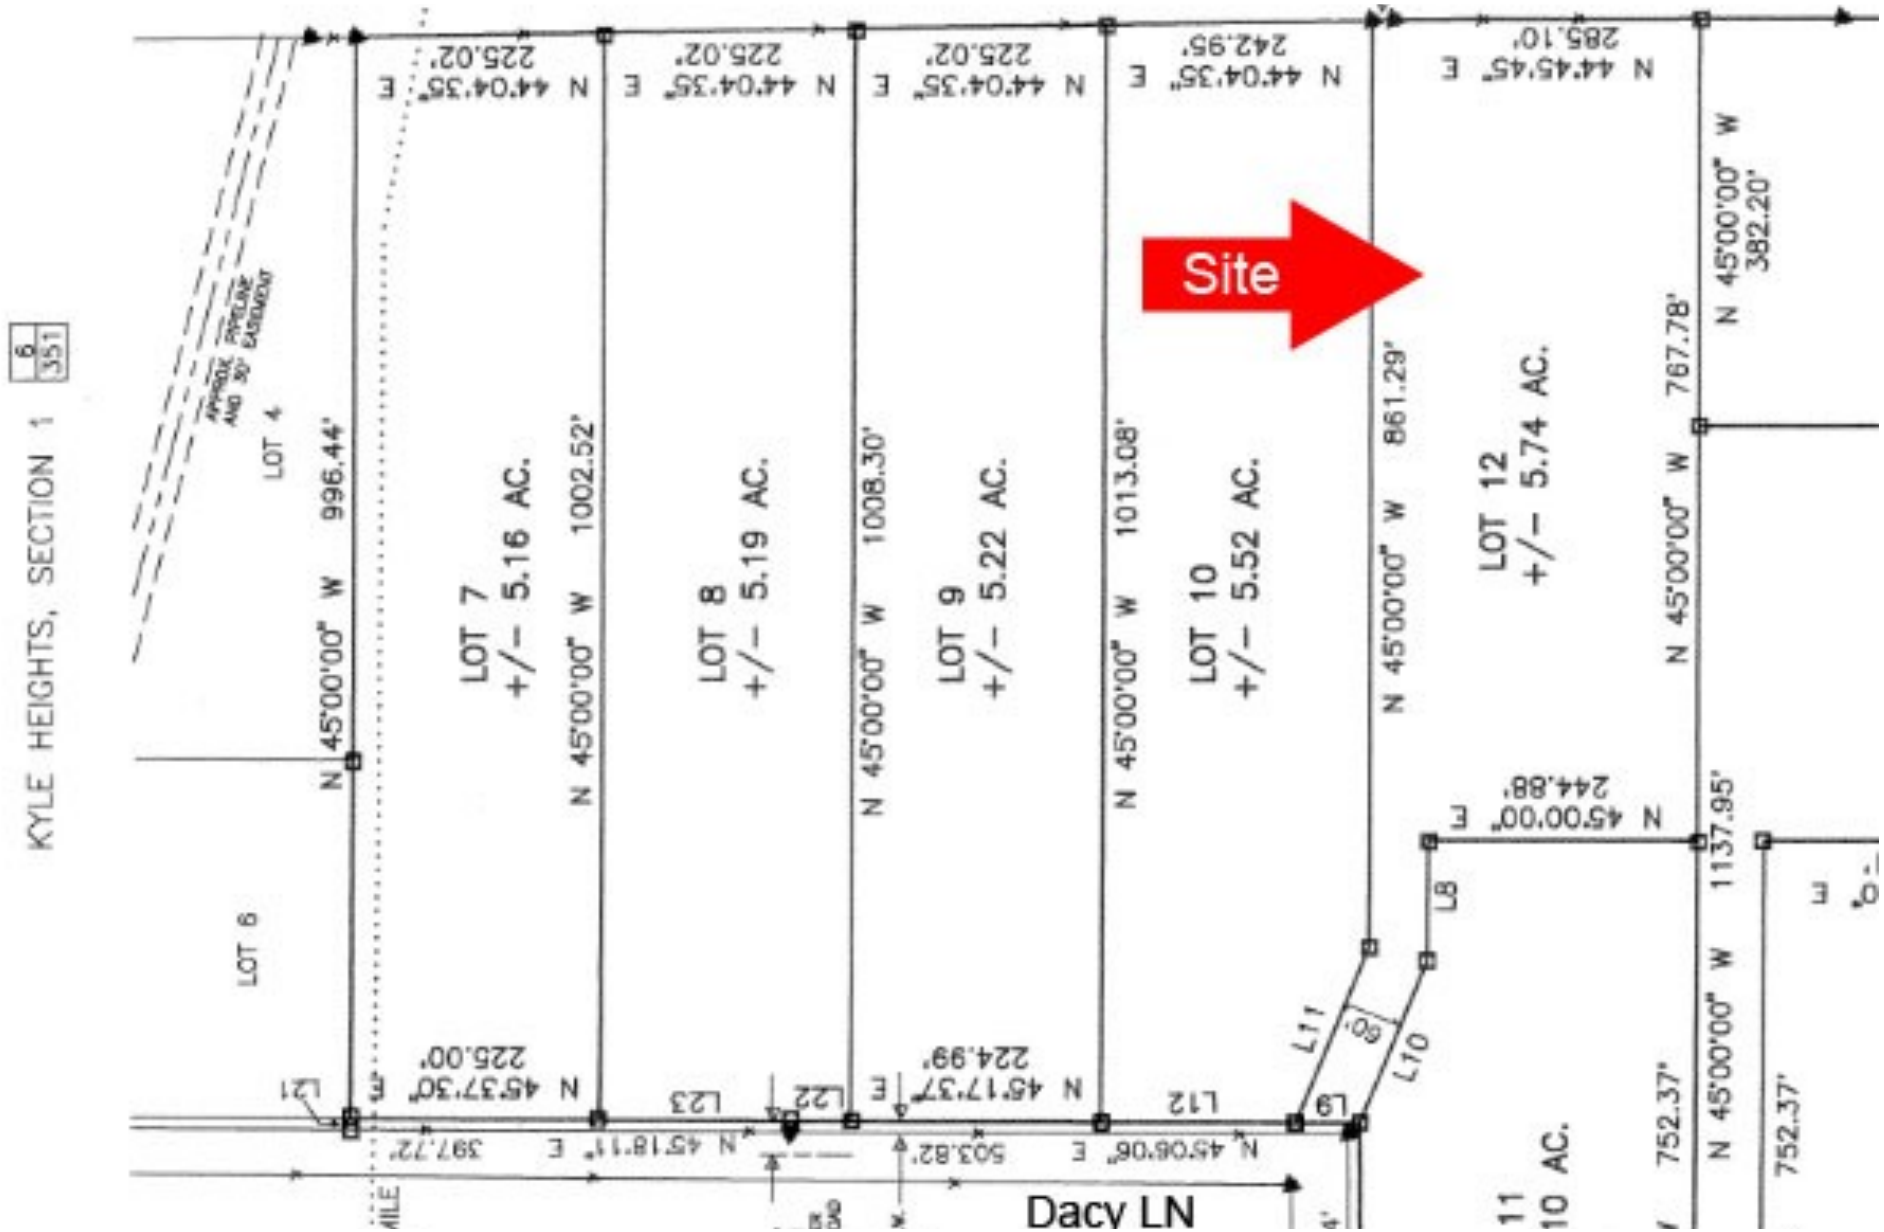 225.02'
N 44°04'35" E
225.02'
N 44°04'35" E
225.02'
N 44°04'35" E
242.95'
N 44°04'35" E
285.10'
N 44°45'45" E
N 45°00'00" W
382.20'
Site
APPROX. PIPELINE
AND 30' EASEMENT
LOT 4
6
351
KYLE HEIGHTS, SECTION 1
N 45°00'00" W 996.44'
LOT 7
+/- 5.16 AC.
N 45°00'00" W 1002.52'
LOT 8
+/- 5.19 AC.
N 45°00'00" W 1008.30'
LOT 9
+/- 5.22 AC.
N 45°00'00" W 1013.08'
LOT 10
+/- 5.52 AC.
N 45°00'00" W 861.29'
LOT 12
+/- 5.74 AC.
N 45°00'00" W 767.78'
244.88'
N 45°00'00" E
L8
N 45°00'00" W 1137.95'
E
LOT 6
L11
60'
L10
L21
225.00'
N 45°37'30" E
L23
L22
224.99'
N 45°17'37" E
L12
L9
397.72'
N 45°18'11" E
503.82'
N 45°06'06" E
752.37'
752.37'
MILE
Dacy LN
11
10 AC.